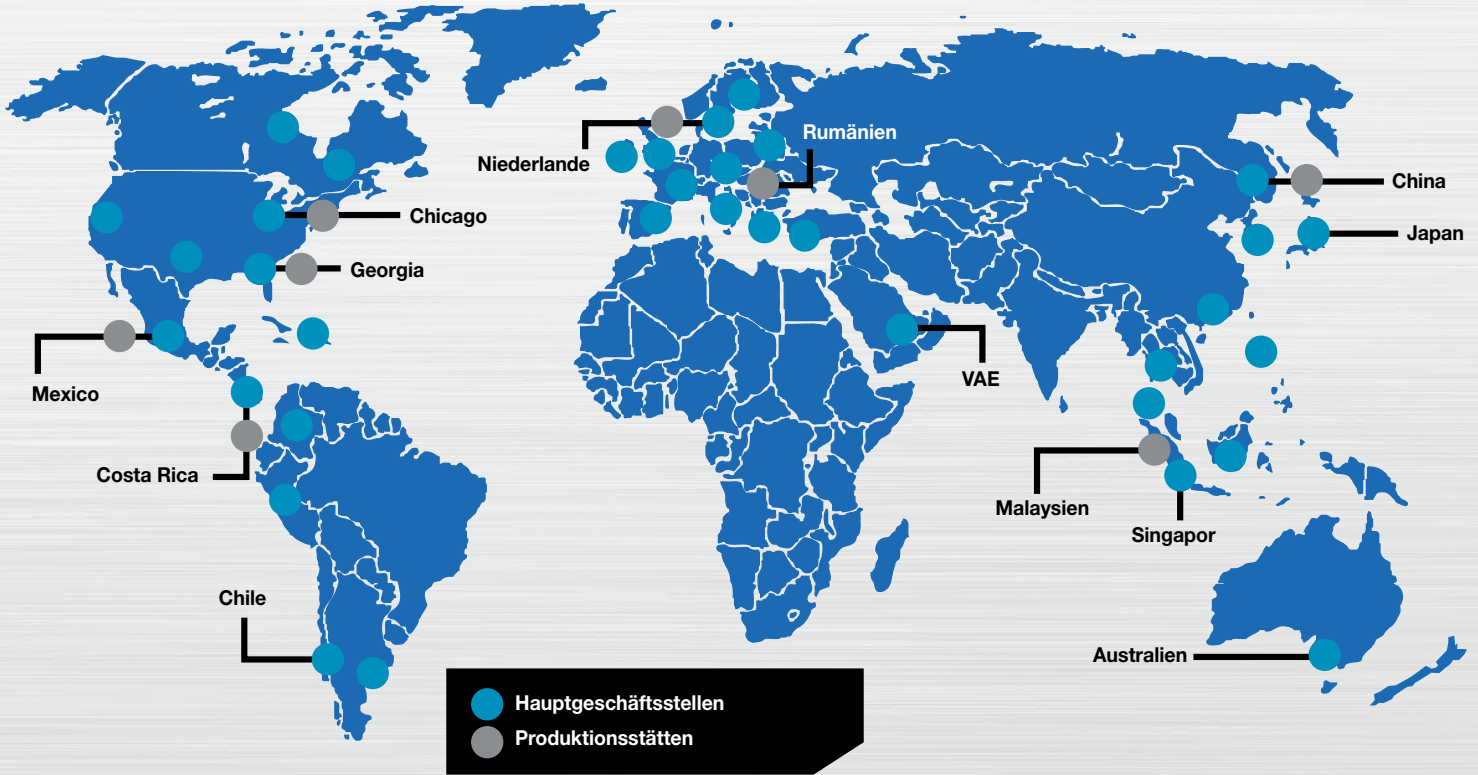 Rumänien
Niederlande
China
Chicago
Japan
Georgia
VAE
Mexico
Costa Rica
Malaysien
Singapor
Chile
Australien
Hauptgeschäftsstellen
Produktionsstätten